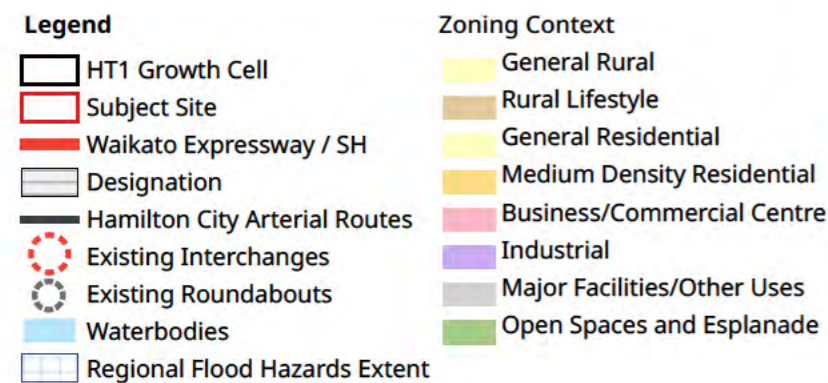 Legend
HT1 Growth Cell
Subject Site
Waikato Expressway / SH
Designation
Hamilton City Arterial Routes
Existing Interchanges
Existing Roundabouts
Waterbodies
Regional Flood Hazards Extent
Zoning Context
General Rural
Rural Lifestyle
General Residential
Medium Density Residential
Business/Commercial Centre
Industrial
Major Facilities/Other Uses
Open Spaces and Esplanade